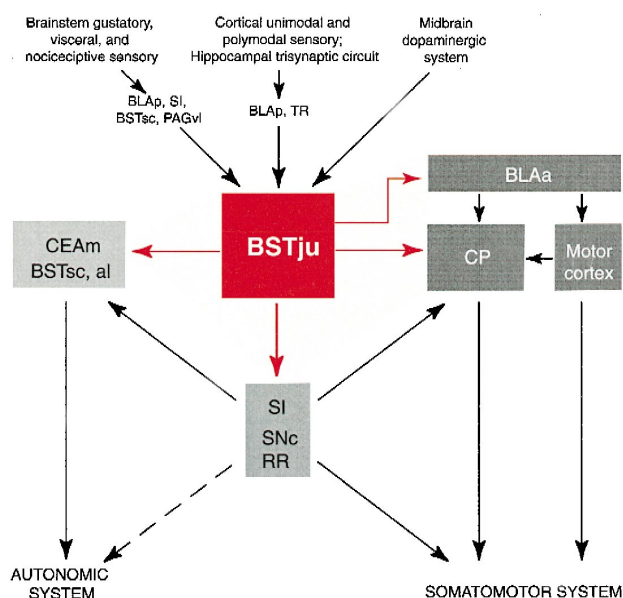 Brainstem gustatory,
visceral, and
nociceciptive sensory
Cortical unimodal and
polymodal sensory;
Hippocampal trisynaptic circuit
Midbrain
dopaminergic
system
BLAp, SI,
BSTsc, PAGvl
BLAp, TR
BLAa
BSTju
CEAm
BSTsc, al
CP
Motor
cortex
SI
SNc
RR
AUTONOMIC
SYSTEM
SOMATOMOTOR SYSTEM